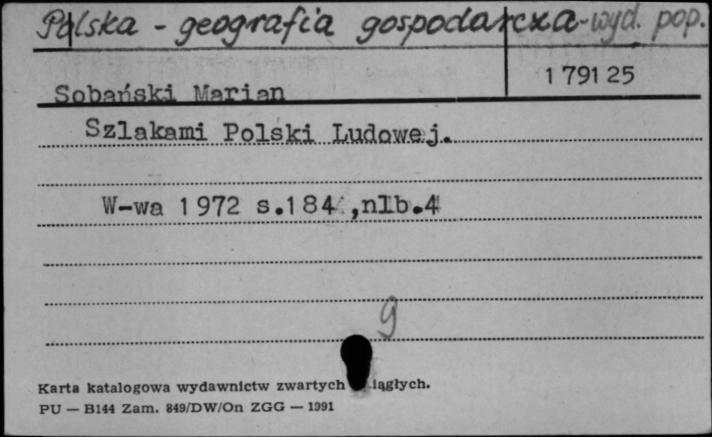 Polska - geografia gospodarcza - wyd. pop.
1 791 25
Sobański Marian
Szlakami Polski Ludowej.
W-wa 1972 s.184 ,nlb.4
9
Karta katalogowa wydawnictw zwartych iągłych.
PU — B144 Zam. 849/DW/On ZGG — 1991